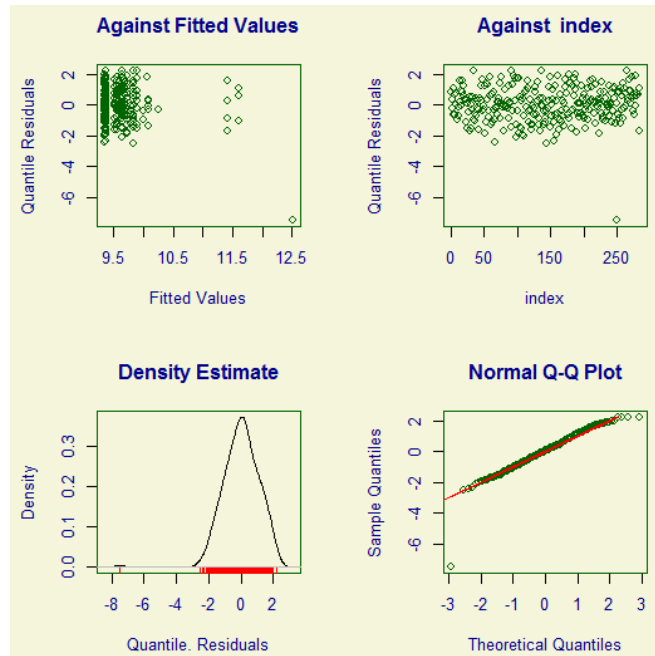 Against Fitted Values
Quantile Residuals
2
0
-2
-4
-6
9.5 10.5 11.5 12.5
Fitted Values
Against index
Quantile Residuals
2
0
-2
-4
-6
0 50 150 250
index
Density Estimate
Density
0.3
0.2
0.1
0.0
-8 -6 -4 -2 0 2
Quantile. Residuals
Normal Q-Q Plot
Sample Quantiles
2
0
-2
-4
-6
-3 -2 -1 0 1 2 3
Theoretical Quantiles